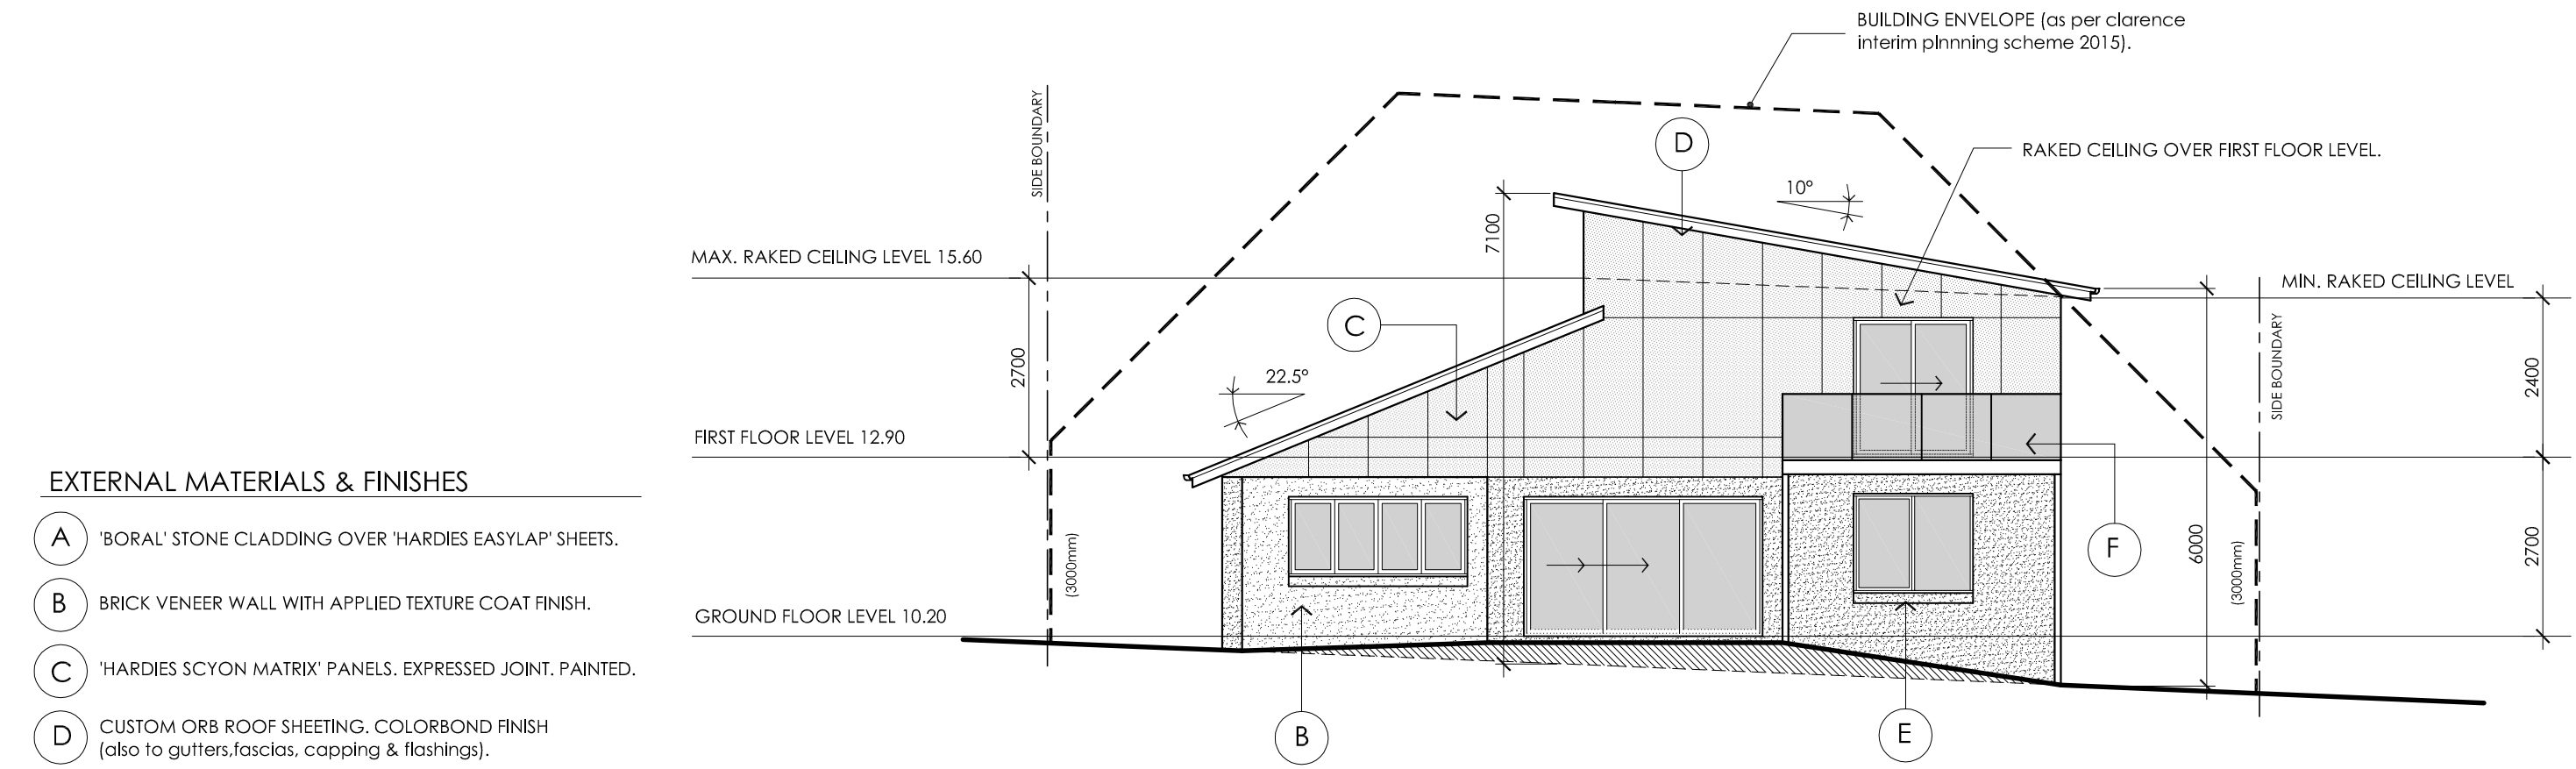 BUILDING ENVELOPE (as per clarence
interim plnnning scheme 2015).
SIDE BOUNDARY
D
RAKED CEILING OVER FIRST FLOOR LEVEL.
10°
7100
MAX. RAKED CEILING LEVEL 15.60
MIN. RAKED CEILING LEVEL
C
2700
22.5°
SIDE BOUNDARY
2400
FIRST FLOOR LEVEL 12.90
EXTERNAL MATERIALS & FINISHES
A 'BORAL' STONE CLADDING OVER 'HARDIES EASYLAP' SHEETS.
F
6000
2700
(3000mm)
(3000mm)
B BRICK VENEER WALL WITH APPLIED TEXTURE COAT FINISH.
GROUND FLOOR LEVEL 10.20
C 'HARDIES SCYON MATRIX' PANELS. EXPRESSED JOINT. PAINTED.
D CUSTOM ORB ROOF SHEETING. COLORBOND FINISH
(also to gutters,fascias, capping & flashings).
B
E